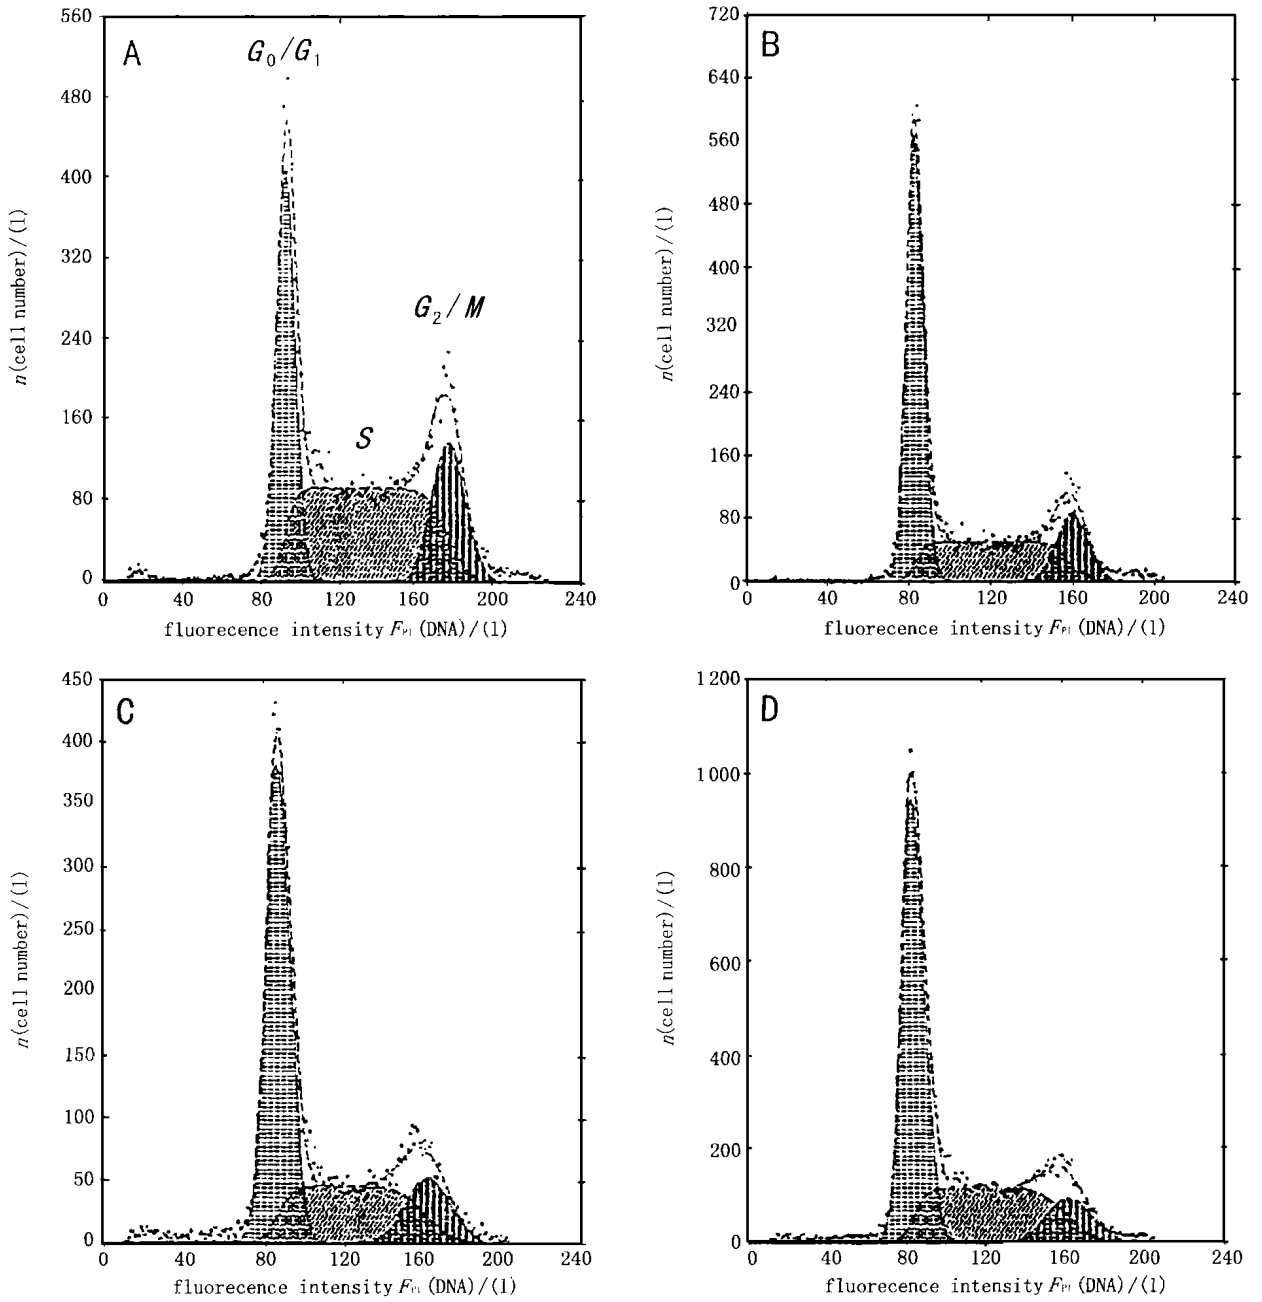 A
G₀/G₁
G₂/M
S
560
480
400
320
240
160
80
0
n(cell number)/(1)
0 40 80 120 160 200 240
fluorecence intensity F_PI (DNA)/(1)
B
720
640
560
480
400
320
240
160
80
0
n(cell number)/(1)
0 40 80 120 160 200 240
fluorecence intensity F_PI (DNA)/(1)
C
450
400
350
300
250
200
150
100
50
0
n(cell number)/(1)
0 40 80 120 160 200 240
fluorecence intensity F_PI (DNA)/(1)
D
1 200
1 000
800
600
400
200
0
n(cell number)/(1)
0 40 80 120 160 200 240
fluorecence intensity F_PI (DNA)/(1)